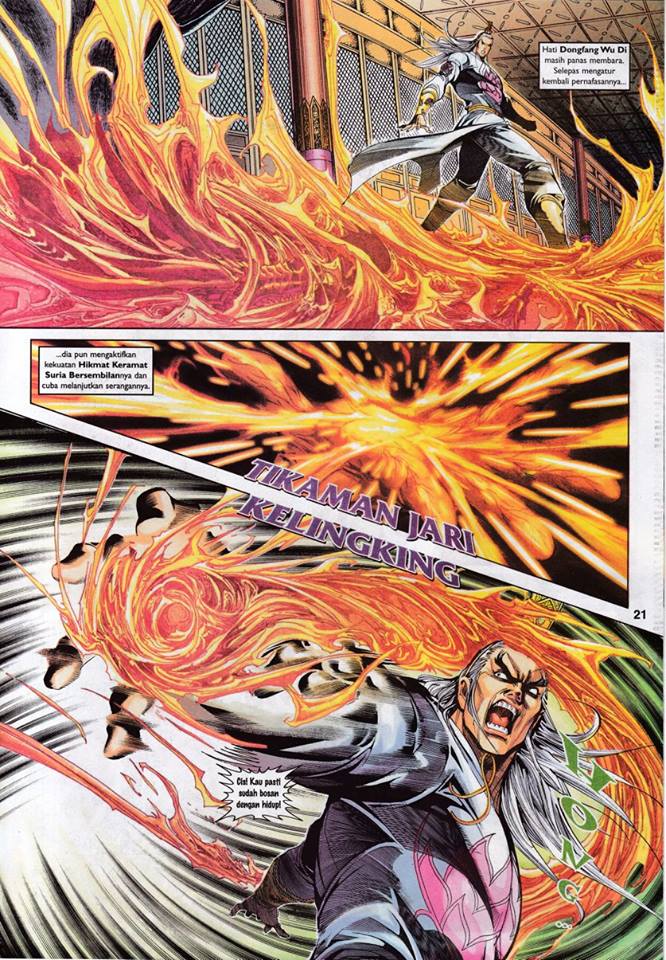 Hati Dongfang Wu Di
masih panas membara.
Selepas mengatur
kembali pernafasannya...
...dia pun mengaktifkan
kekuatan Hikmat Keramat
Suria Bersembilannya dan
cuba melanjutkan serangannya.
TIKAMAN JARI
KELINGKING
21
Cis! Kau pasti
sudah bosan
dengan hidup!
HONG